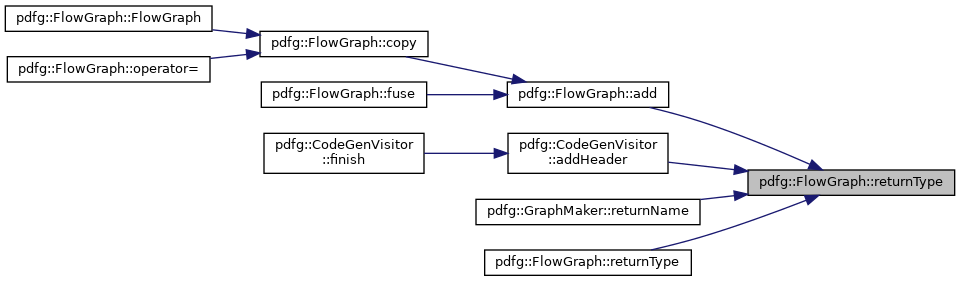 pdfg::FlowGraph::FlowGraph
pdfg::FlowGraph::operator=
pdfg::FlowGraph::copy
pdfg::FlowGraph::fuse
pdfg::CodeGenVisitor
::finish
pdfg::FlowGraph::add
pdfg::CodeGenVisitor
::addHeader
pdfg::GraphMaker::returnName
pdfg::FlowGraph::returnType
pdfg::FlowGraph::returnType